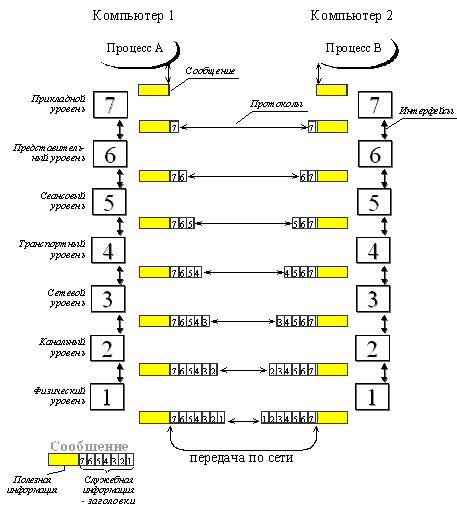 Компьютер 1
Компьютер 2
Процесс А
Процесс В
Сообщение
Прикладной
уровень
7
7
Протоколы
Интерфейсы
7
7
Представитель-
ный уровень
6
6
7 6
6 7
Сеансовый
уровень
5
5
7 6 5
5 6 7
Транспортный
уровень
4
4
7 6 5 4
4 5 6 7
Сетевой
уровень
3
3
7 6 5 4 3
3 4 5 6 7
Канальный
уровень
2
2
7 6 5 4 3 2
2 3 4 5 6 7
Физический
уровень
1
1
7 6 5 4 3 2 1
1 2 3 4 5 6 7
передача по сети
Сообщение
7 6 5 4 3 2 1
Полезная
информация
Служебная
информация
- заголовки